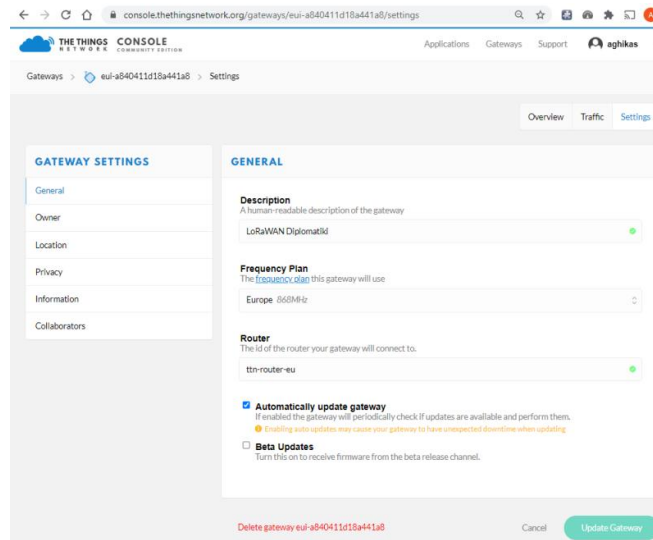 console.thethingsnetwork.org/gateways/eui-a840411d18a441a8/settings
THE THINGS NETWORK CONSOLE COMMUNITY EDITION
Applications Gateways Support aghikas
Gateways > eui-a840411d18a441a8 > Settings
Overview Traffic Settings
GATEWAY SETTINGS
General
Owner
Location
Privacy
Information
Collaborators
GENERAL
Description
A human-readable description of the gateway
LoRaWAN Diplomatiki
Frequency Plan
The frequency plan this gateway will use
Europe 868MHz
Router
The id of the router your gateway will connect to.
ttn-router-eu
Automatically update gateway
If enabled the gateway will periodically check if updates are available and perform them.
Enabling auto updates may cause your gateway to have unexpected downtime when updating
Beta Updates
Turn this on to receive firmware from the beta release channel.
Delete gateway eui-a840411d18a441a8
Cancel Update Gateway